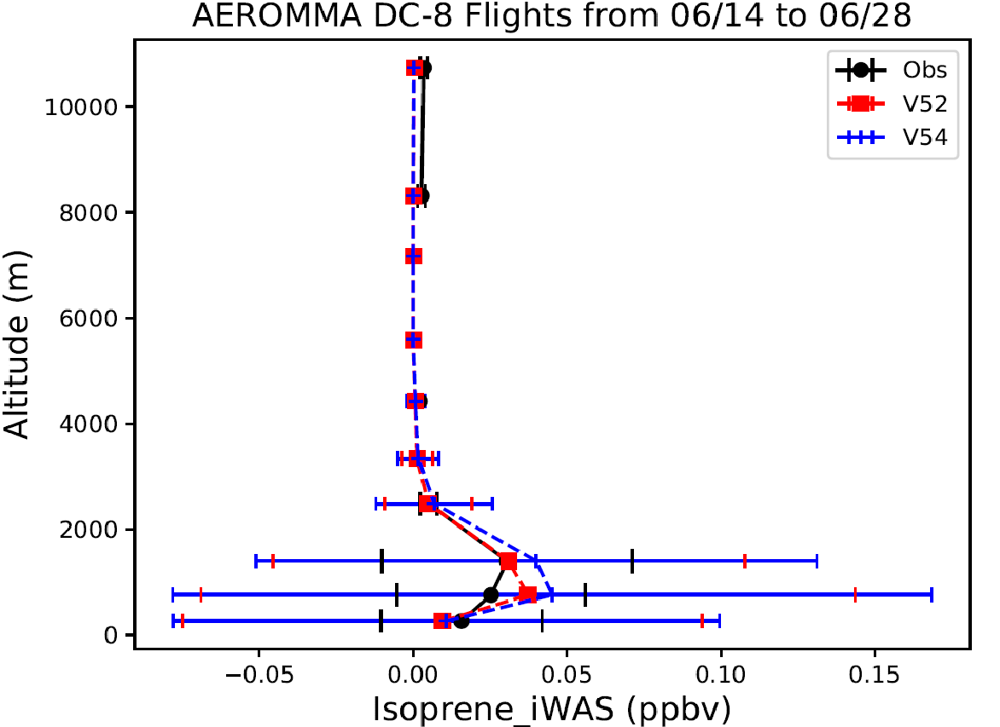 AEROMMA DC-8 Flights from 06/14 to 06/28
Obs
V52
V54
10000
8000
6000
4000
2000
0
Altitude (m)
−0.05
0.00
0.05
0.10
0.15
Isoprene_iWAS (ppbv)